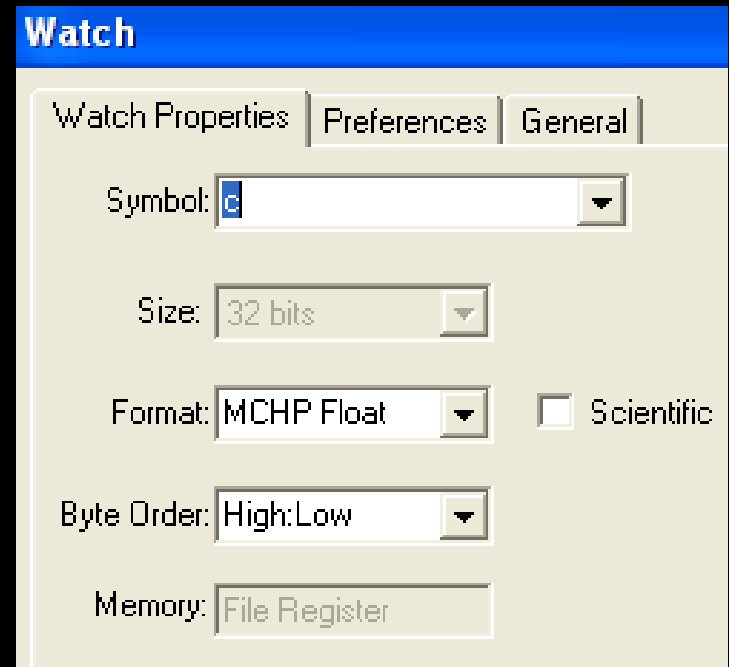 Watch
Watch Properties Preferences General
Symbol: c
Size: 32 bits
Format: MCHP Float Scientific
Byte Order: High:Low
Memory: File Register